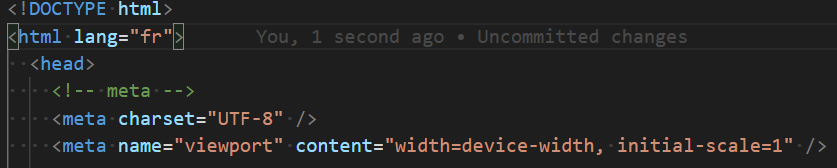 <!DOCTYPE html>
<html lang="fr"> You, 1 second ago • Uncommitted changes
<head>
<!-- meta -->
<meta charset="UTF-8" />
<meta name="viewport" content="width=device-width, initial-scale=1" />